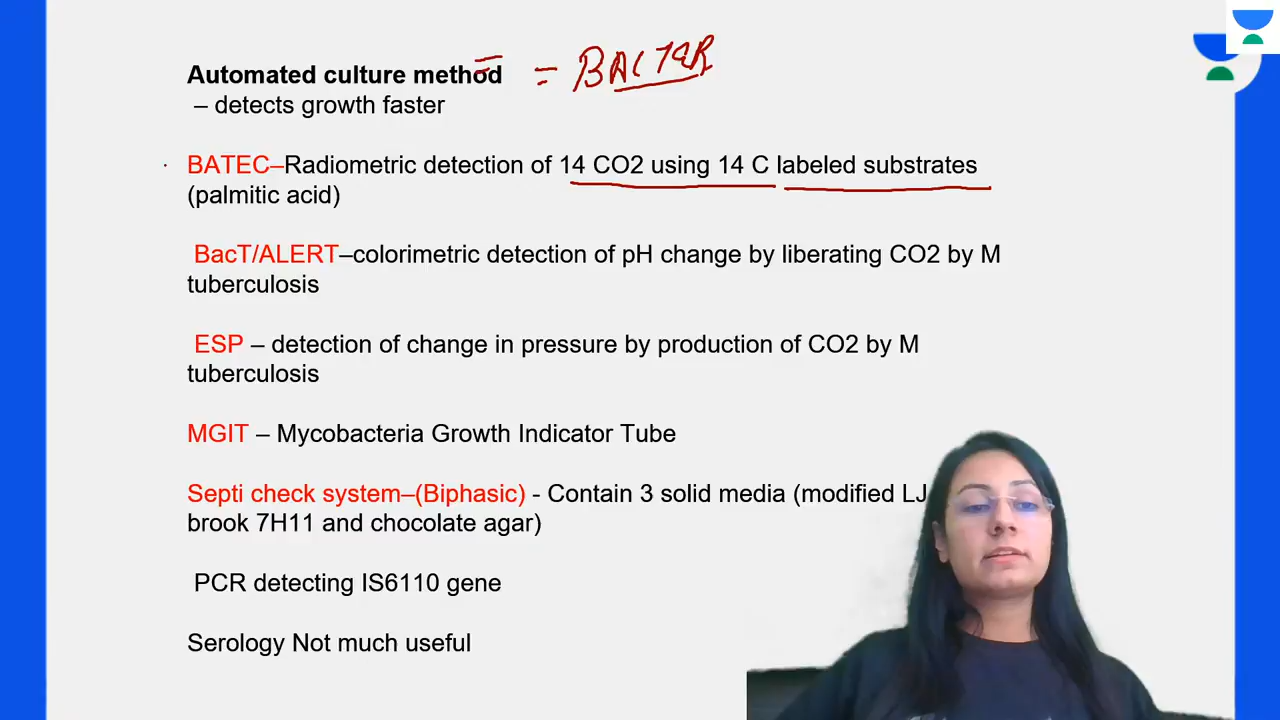 Automated culture method = BACTER
– detects growth faster
BATEC–Radiometric detection of 14 CO2 using 14 C labeled substrates
(palmitic acid)
BacT/ALERT–colorimetric detection of pH change by liberating CO2 by M
tuberculosis
ESP – detection of change in pressure by production of CO2 by M
tuberculosis
MGIT – Mycobacteria Growth Indicator Tube
Septi check system–(Biphasic) - Contain 3 solid media (modified LJ
brook 7H11 and chocolate agar)
PCR detecting IS6110 gene
Serology Not much useful